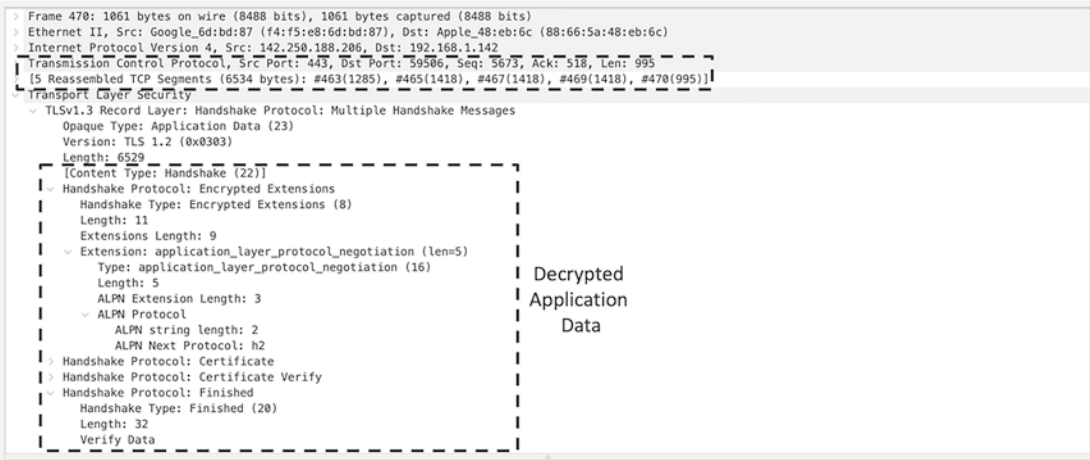 Frame 470: 1061 bytes on wire (8488 bits), 1061 bytes captured (8488 bits)
Ethernet II, Src: Google_6d:bd:87 (f4:f5:e8:6d:bd:87), Dst: Apple_48:eb:6c (88:66:5a:48:eb:6c)
Internet Protocol Version 4, Src: 142.250.188.206, Dst: 192.168.1.142
Transmission Control Protocol, Src Port: 443, Dst Port: 59506, Seq: 5673, Ack: 518, Len: 995
[5 Reassembled TCP Segments (6534 bytes): #463(1285), #465(1418), #467(1418), #469(1418), #470(995)]
Transport Layer Security
TLSv1.3 Record Layer: Handshake Protocol: Multiple Handshake Messages
Opaque Type: Application Data (23)
Version: TLS 1.2 (0x0303)
Length: 6529
[Content Type: Handshake (22)]
Handshake Protocol: Encrypted Extensions
Handshake Type: Encrypted Extensions (8)
Length: 11
Extensions Length: 9
Extension: application_layer_protocol_negotiation (len=5)
Type: application_layer_protocol_negotiation (16)
Length: 5
ALPN Extension Length: 3
ALPN Protocol
ALPN string length: 2
ALPN Next Protocol: h2
Handshake Protocol: Certificate
Handshake Protocol: Certificate Verify
Handshake Protocol: Finished
Handshake Type: Finished (20)
Length: 32
Verify Data
Decrypted
Application
Data